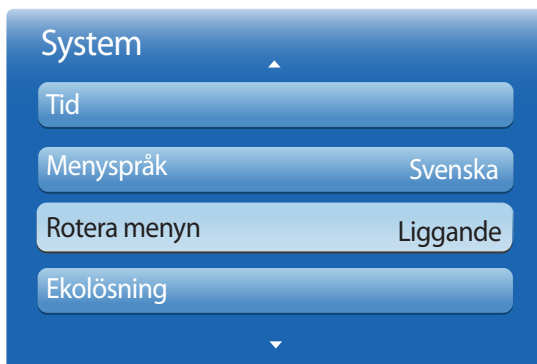 System
Tid
Menyspråk Svenska
Rotera menyn Liggande
Ekolösning